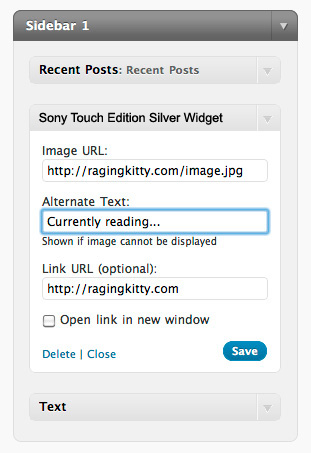 Sidebar 1
Recent Posts: Recent Posts
Sony Touch Edition Silver Widget
Image URL:
http://ragingkitty.com/image.jpg
Alternate Text:
Currently reading...
Shown if image cannot be displayed
Link URL (optional):
http://ragingkitty.com
Open link in new window
Delete | Close Save
Text